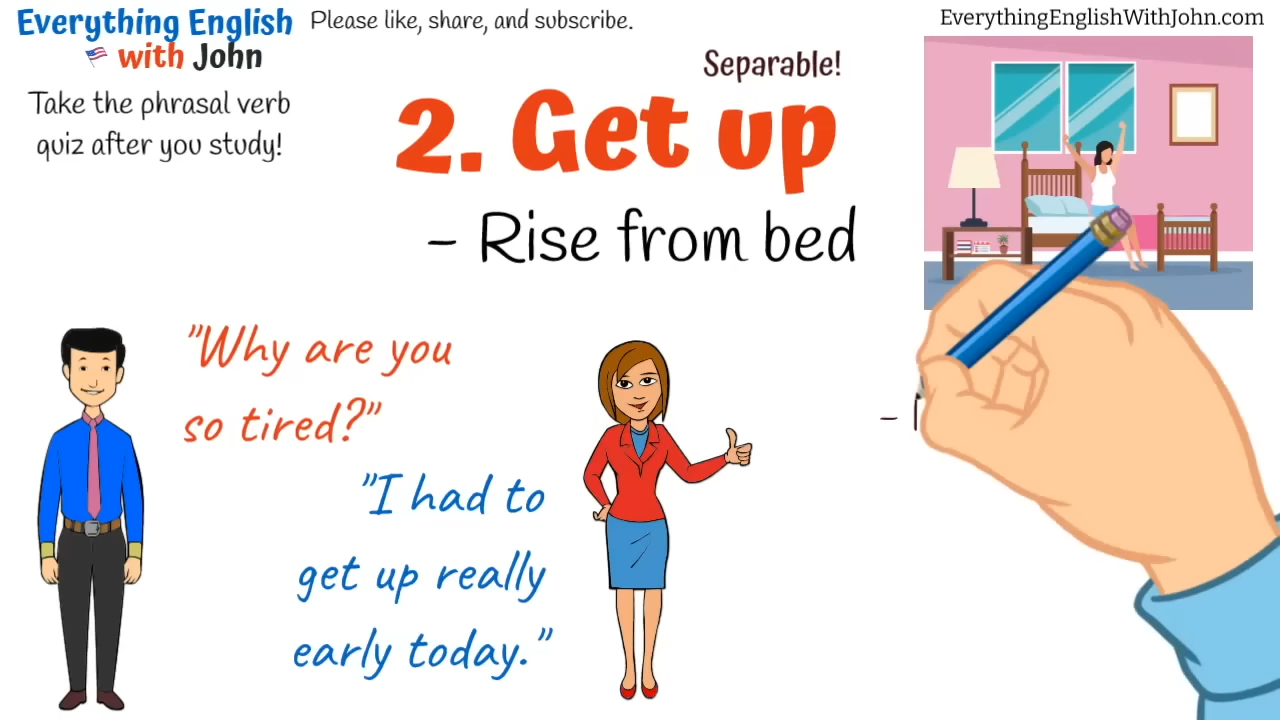 Everything English
with John
Please like, share, and subscribe.
EverythingEnglishWithJohn.com
Take the phrasal verb
quiz after you study!
Separable!
2. Get up
- Rise from bed
"Why are you
so tired?"
"I had to
get up really
early today."
-